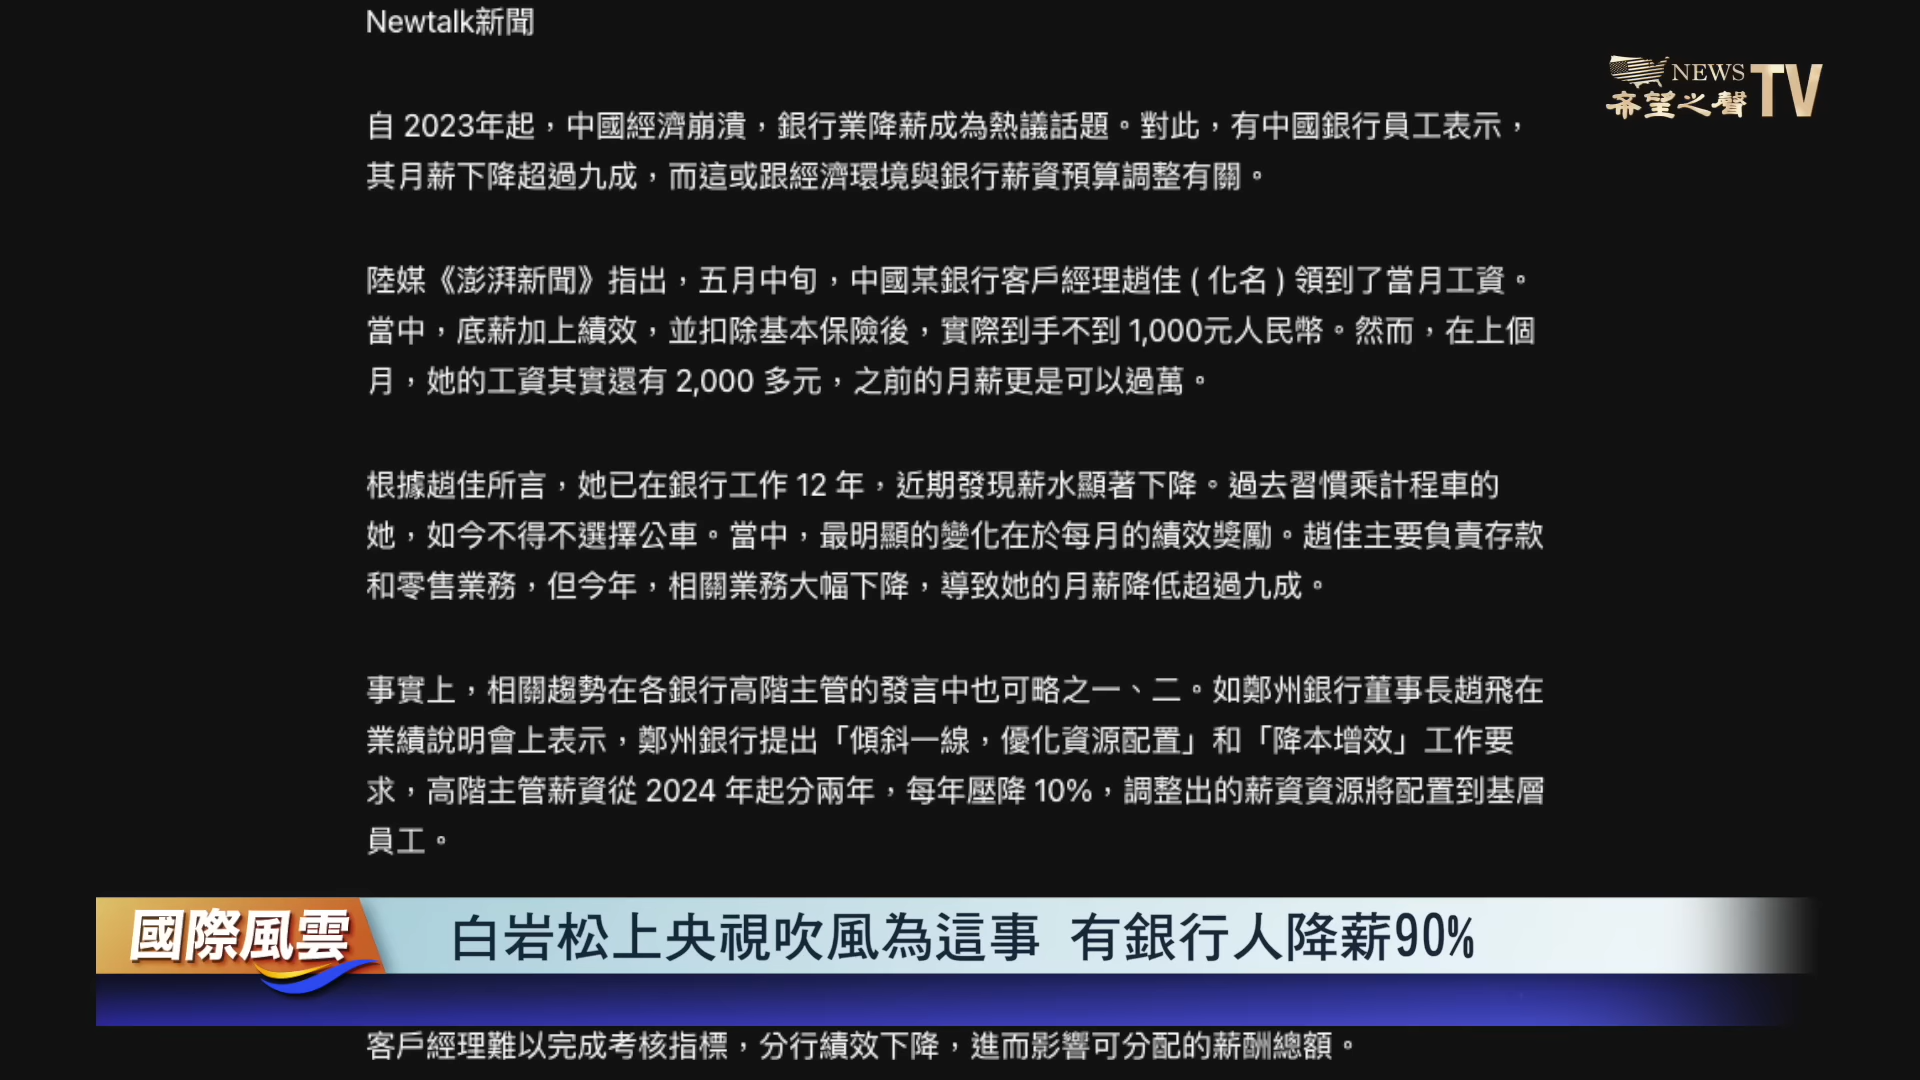 Newtalk新聞
NEWS
希望之聲TV
自 2023年起，中國經濟崩潰，銀行業降薪成為熱議話題。對此，有中國銀行員工表示，
其月薪下降超過九成，而這或跟經濟環境與銀行薪資預算調整有關。
陸媒《澎湃新聞》指出，五月中旬，中國某銀行客戶經理趙佳 ( 化名 ) 領到了當月工資。
當中，底薪加上績效，並扣除基本保險後，實際到手不到 1,000元人民幣。然而，在上個
月，她的工資其實還有 2,000 多元，之前的月薪更是可以過萬。
根據趙佳所言，她已在銀行工作 12 年，近期發現薪水顯著下降。過去習慣乘計程車的
她，如今不得不選擇公車。當中，最明顯的變化在於每月的績效獎勵。趙佳主要負責存款
和零售業務，但今年，相關業務大幅下降，導致她的月薪降低超過九成。
事實上，相關趨勢在各銀行高階主管的發言中也可略之一、二。如鄭州銀行董事長趙飛在
業績說明會上表示，鄭州銀行提出「傾斜一線，優化資源配置」和「降本增效」工作要
求，高階主管薪資從 2024 年起分兩年，每年壓降 10%，調整出的薪資資源將配置到基層
員工。
國際風雲
白岩松上央視吹風為這事 有銀行人降薪90%
客戶經理難以完成考核指標，分行績效下降，進而影響可分配的薪酬總額。